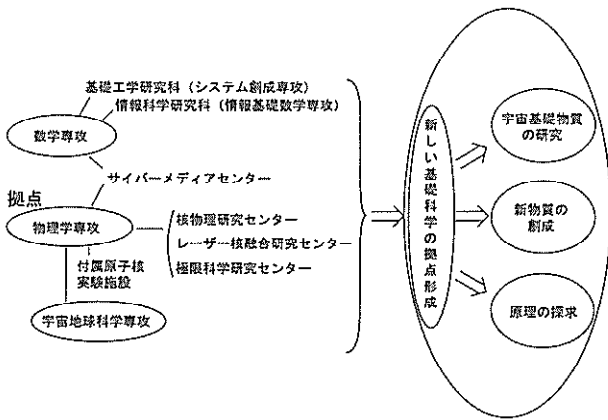 基礎工学研究科（システム創成専攻）
情報科学研究科（情報基礎数学専攻）
数学専攻
サイバーメディアセンター
拠点
物理学専攻
核物理研究センター
レーザー核融合研究センター
極限科学研究センター
付属原子核
実験施設
宇宙地球科学専攻
新しい基礎科学の拠点形成
宇宙基礎物質
の研究
新物質の
創成
原理の探求